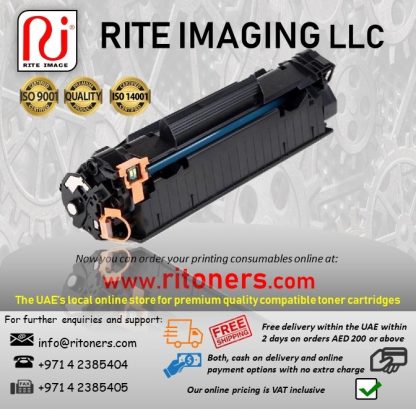 Ri
RITE IMAGE
RITE IMAGING LLC
ISO 9001
QUALITY
ISO 14001
Now you can order your printing consumables online at:
www.ritoners.com
The UAE's local online store for premium quality compatible toner cartridges
For further enquiries and support:
info@ritoners.com
+971 4 2385404
+971 4 2385405
FREE
SHIPPING
Free delivery within the UAE within
2 days on orders AED 200 or above
Both, cash on delivery and online
payment options with no extra charge
Our online pricing is VAT inclusive